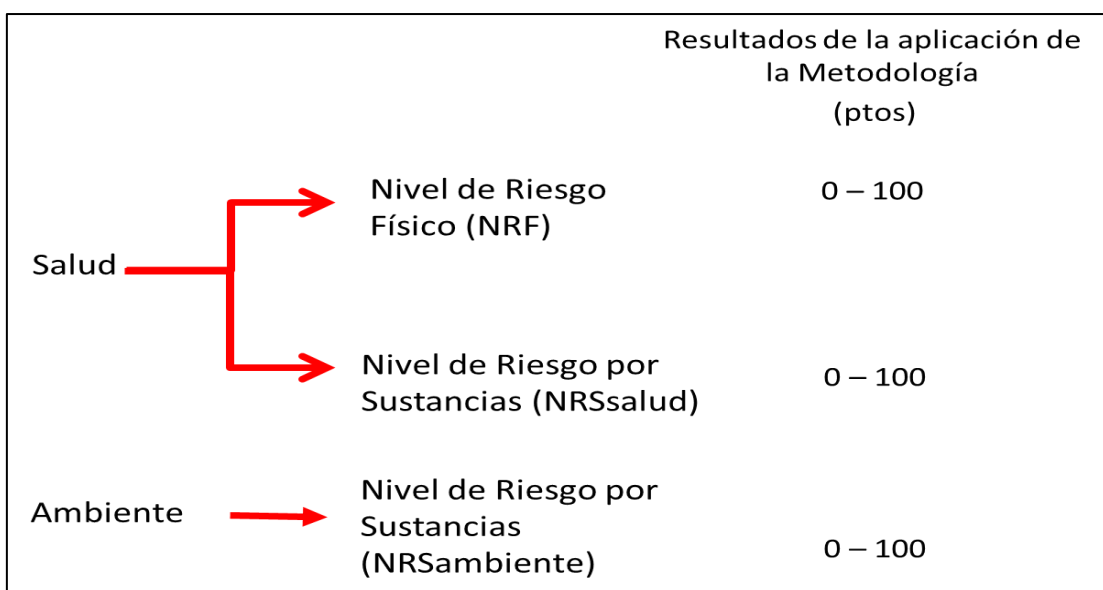 Resultados de la aplicación de
la Metodología
(ptos)
Nivel de Riesgo
Físico (NRF)
0 – 100
Salud
Nivel de Riesgo por
Sustancias (NRSsalud)
0 – 100
Ambiente
Nivel de Riesgo por
Sustancias
(NRSambiente)
0 – 100